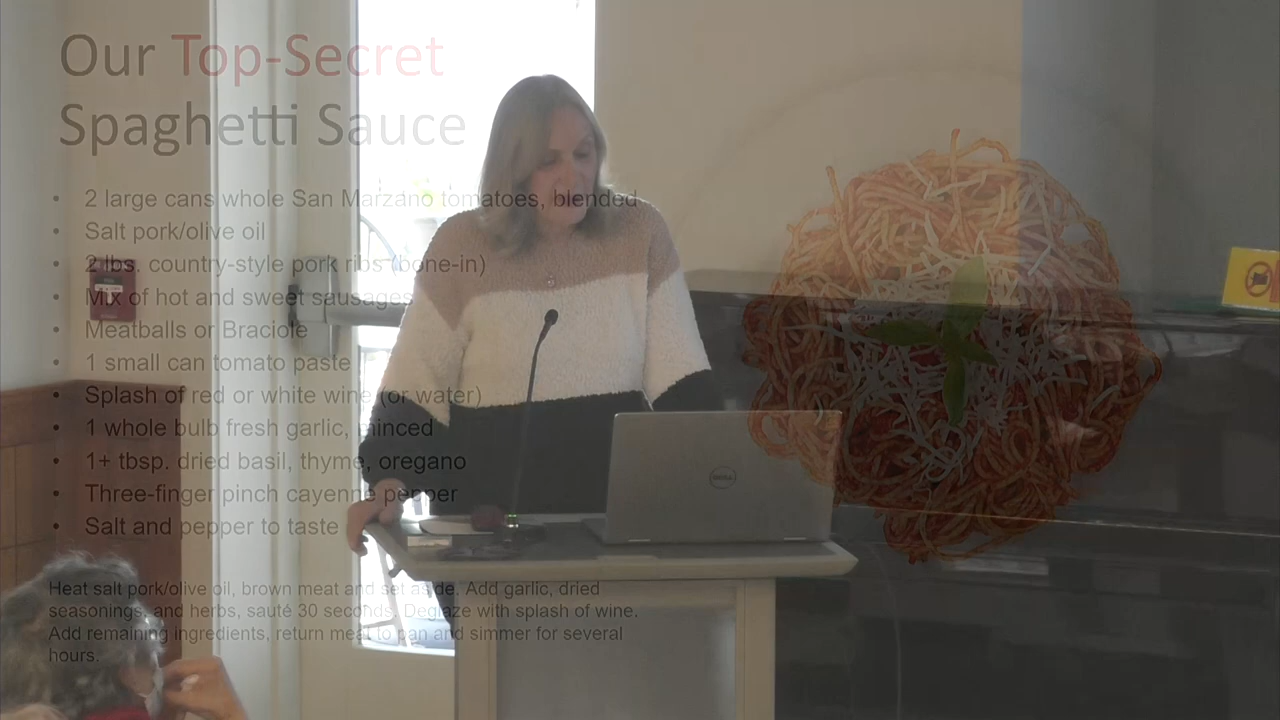 Our Top-Secret
Spaghetti Sauce
• 2 large cans whole San Marzano tomatoes, blended
• Salt pork/olive oil
• 2 lbs. country-style pork ribs (bone-in)
• Mix of hot and sweet sausages
• Meatballs or Braciole
• 1 small can tomato paste
• Splash of red or white wine (or water)
• 1 whole bulb fresh garlic, minced
• 1+ tbsp. dried basil, thyme, oregano
• Three-finger pinch cayenne pepper
• Salt and pepper to taste
Heat salt pork/olive oil, brown meat and set aside. Add garlic, dried
seasonings, and herbs, sauté 30 seconds. Deglaze with splash of wine.
Add remaining ingredients, return meat to pan and simmer for several
hours.
DELL